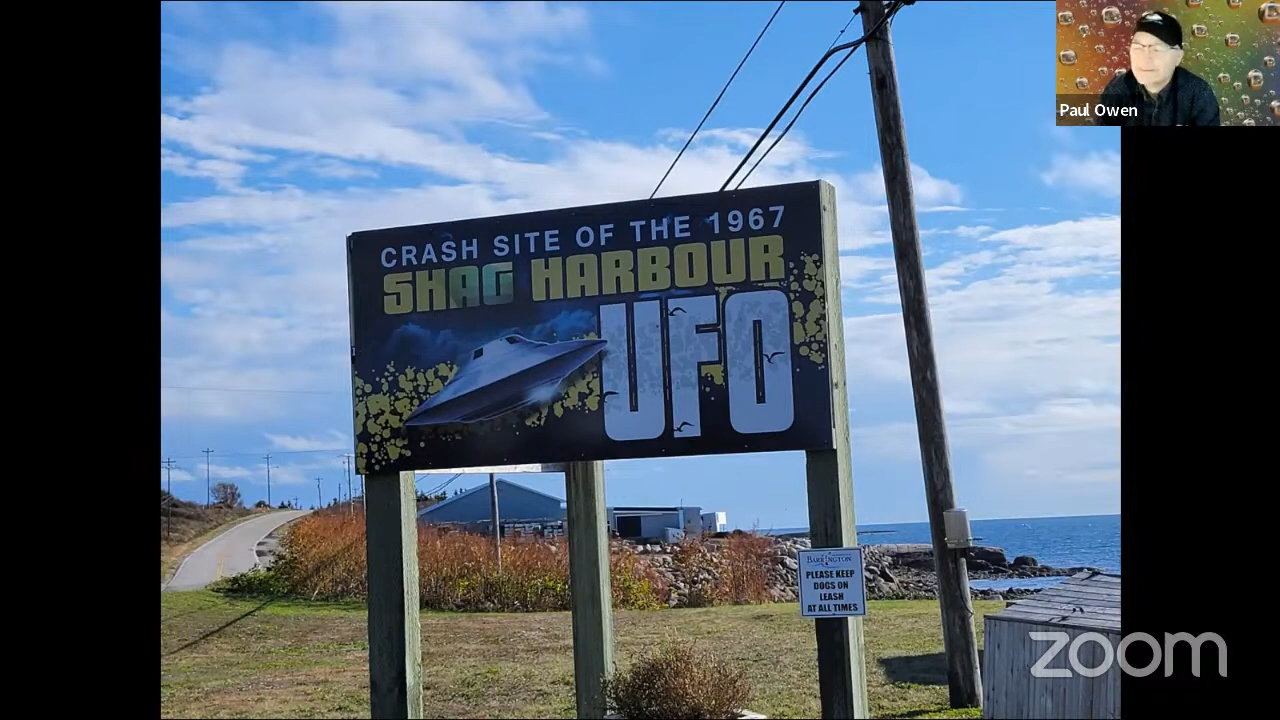 Paul Owen
CRASH SITE OF THE 1967
SHAG HARBOUR
UFO
BARRINGTON
PLEASE KEEP
DOGS ON
LEASH
AT ALL TIMES
zoom